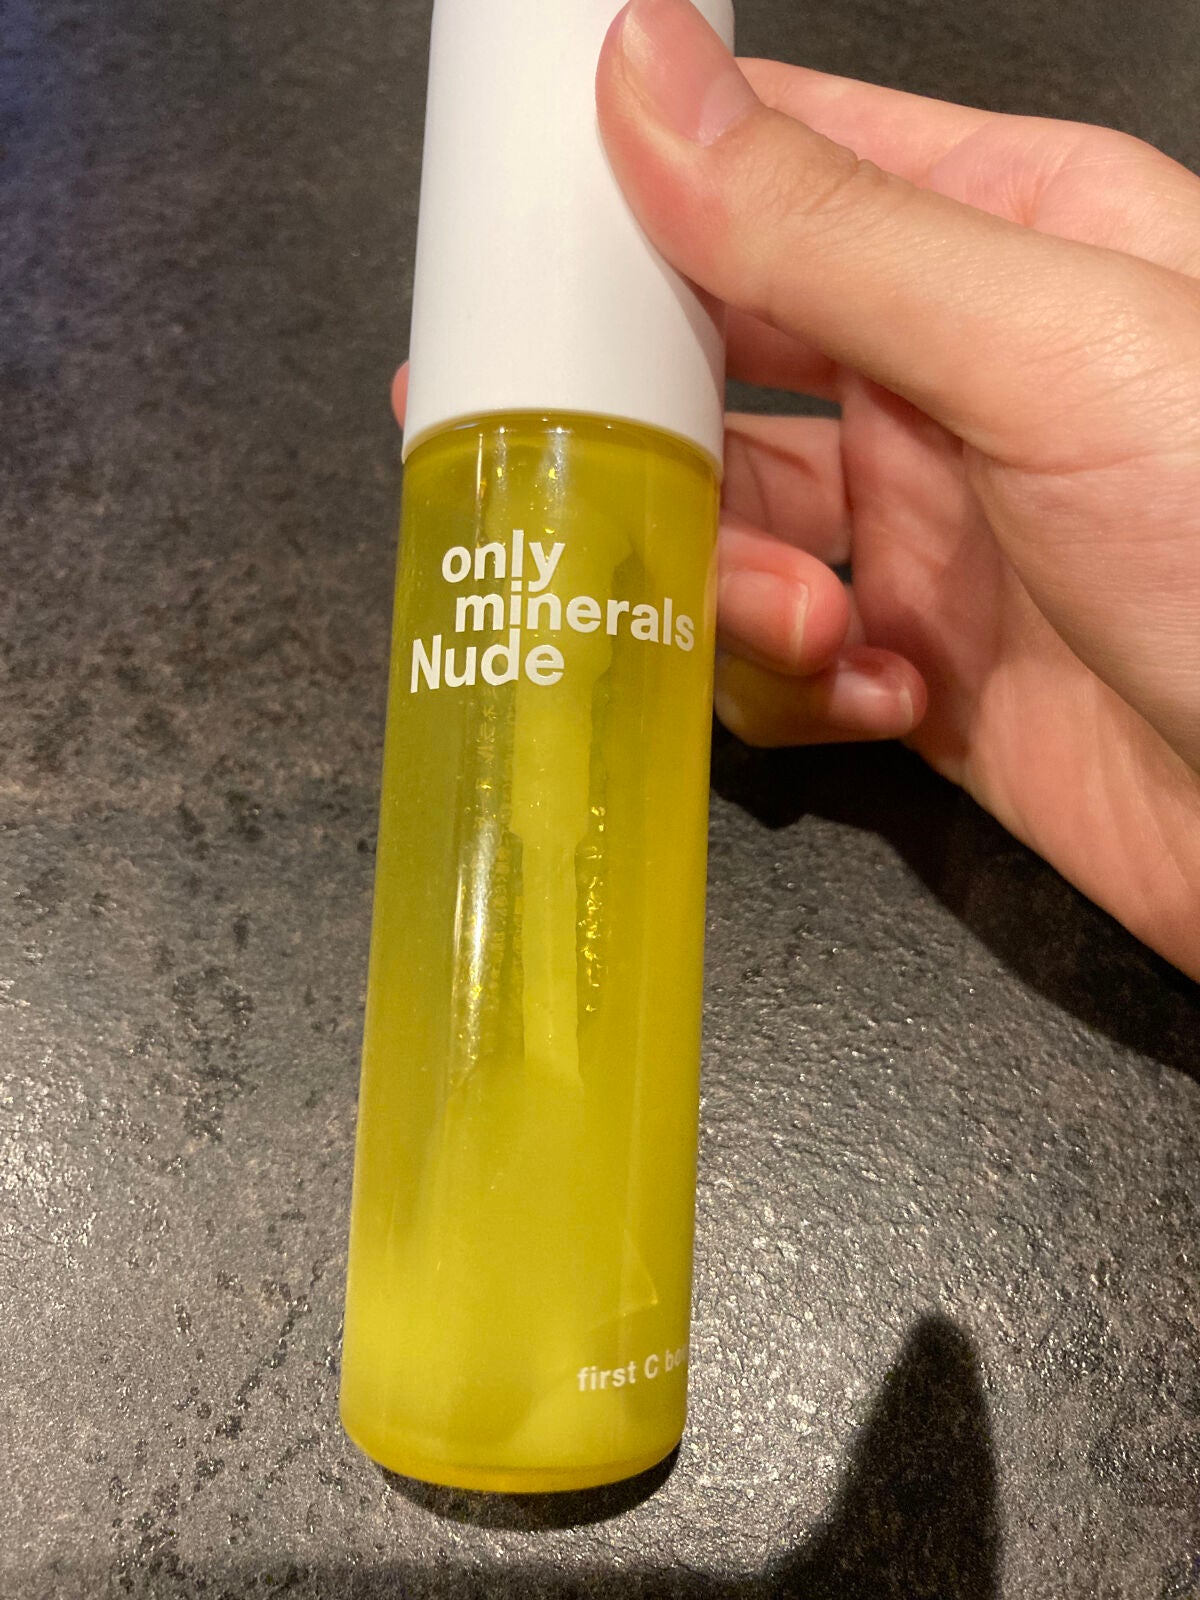 only
minerals
Nude
first C